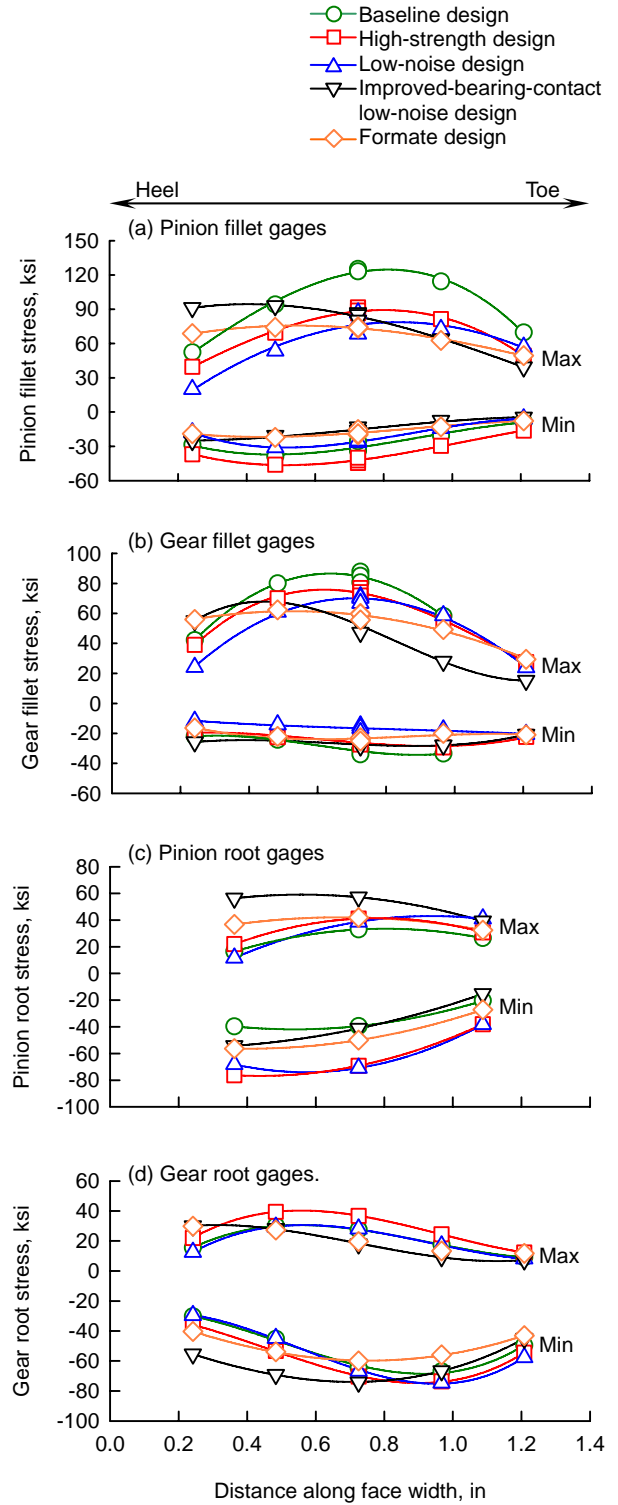 Baseline design
High-strength design
Low-noise design
Improved-bearing-contact
low-noise design
Formate design
Heel
Toe
(a) Pinion fillet gages
150
120
90
60
30
0
-30
-60
Pinion fillet stress, ksi
Max
Min
(b) Gear fillet gages
100
80
60
40
20
0
-20
-40
-60
Gear fillet stress, ksi
Max
Min
(c) Pinion root gages
80
60
40
20
0
-20
-40
-60
-80
-100
Pinion root stress, ksi
Max
Min
(d) Gear root gages.
60
40
20
0
-20
-40
-60
-80
-100
Gear root stress, ksi
Max
Min
0.0 0.2 0.4 0.6 0.8 1.0 1.2 1.4
Distance along face width, in